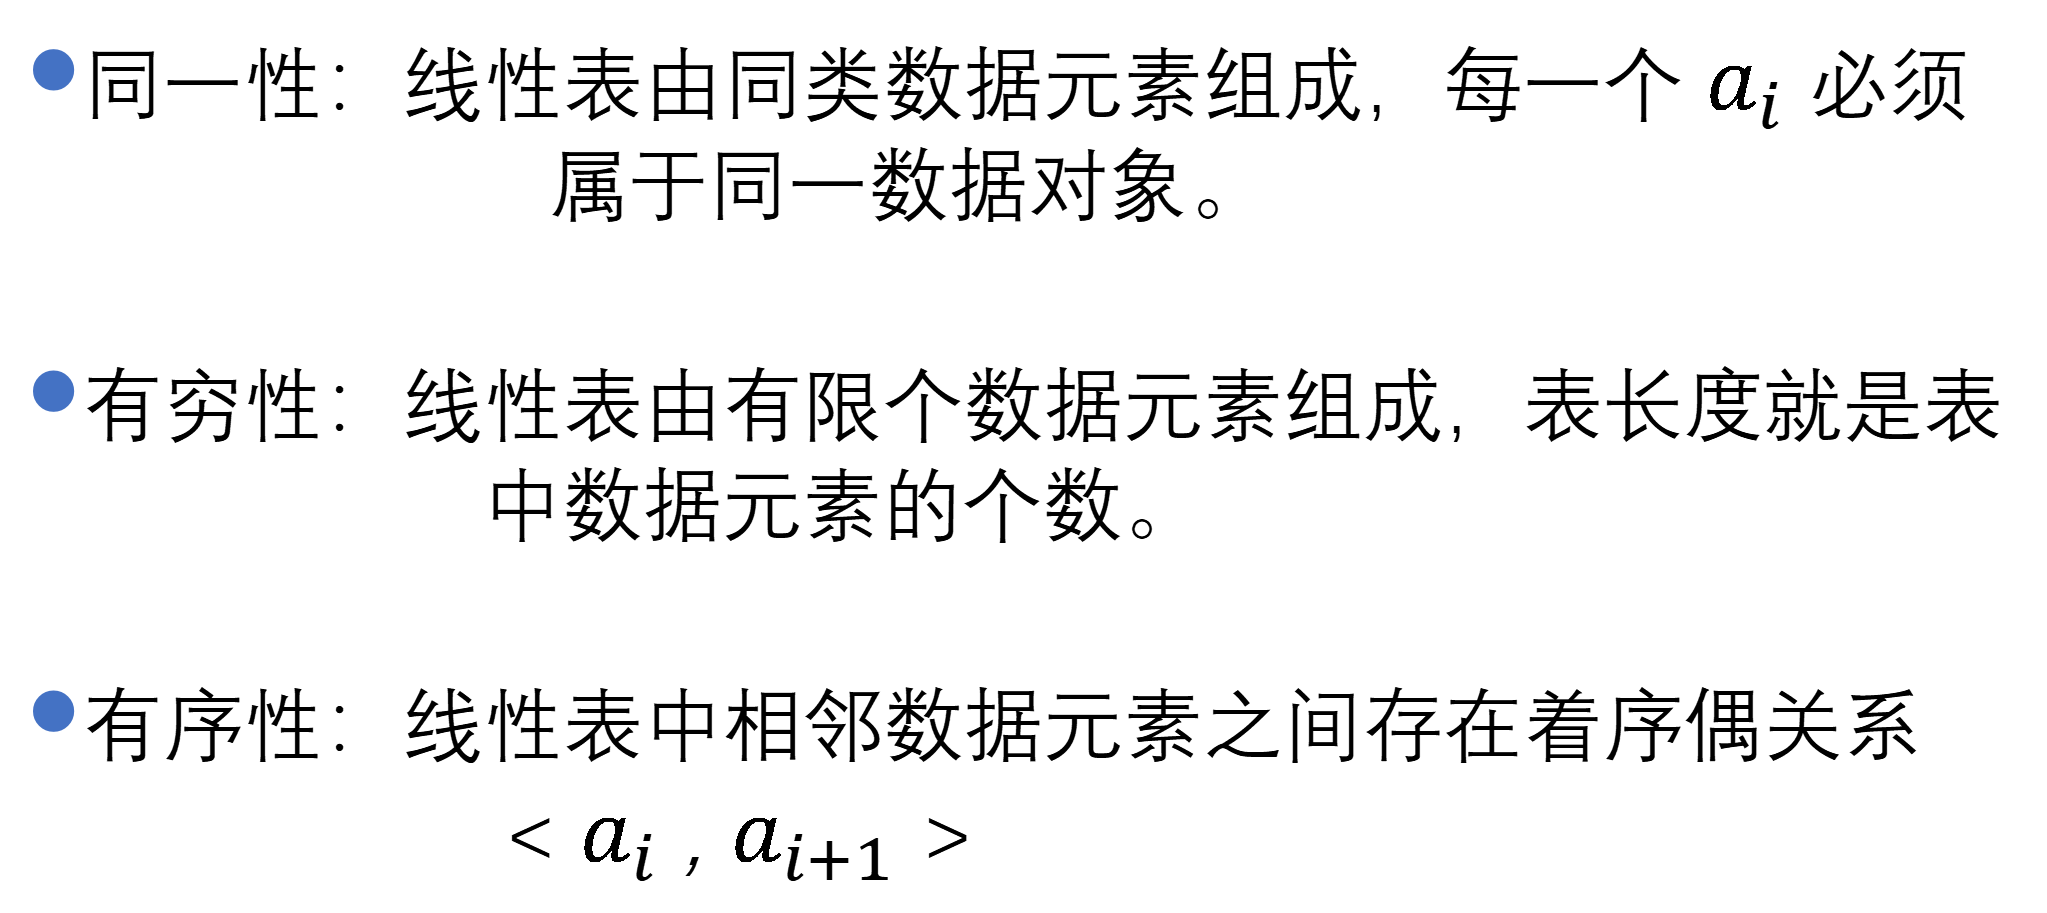 ●同一性：线性表由同类数据元素组成，每一个 𝑎ᵢ 必须
属于同一数据对象。
●有穷性：线性表由有限个数据元素组成，表长度就是表
中数据元素的个数。
●有序性：线性表中相邻数据元素之间存在着序偶关系
< 𝑎ᵢ , 𝑎ᵢ₊₁ >